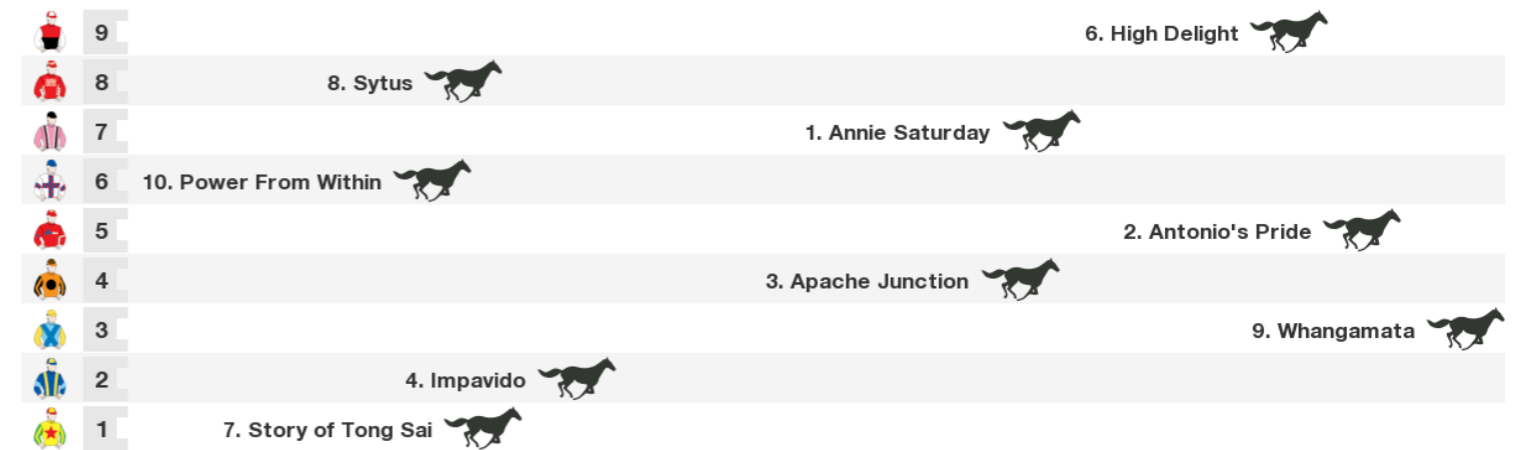 9 6. High Delight
8 8. Sytus
7 1. Annie Saturday
6 10. Power From Within
5 2. Antonio's Pride
4 3. Apache Junction
3 9. Whangamata
2 4. Impavido
1 7. Story of Tong Sai